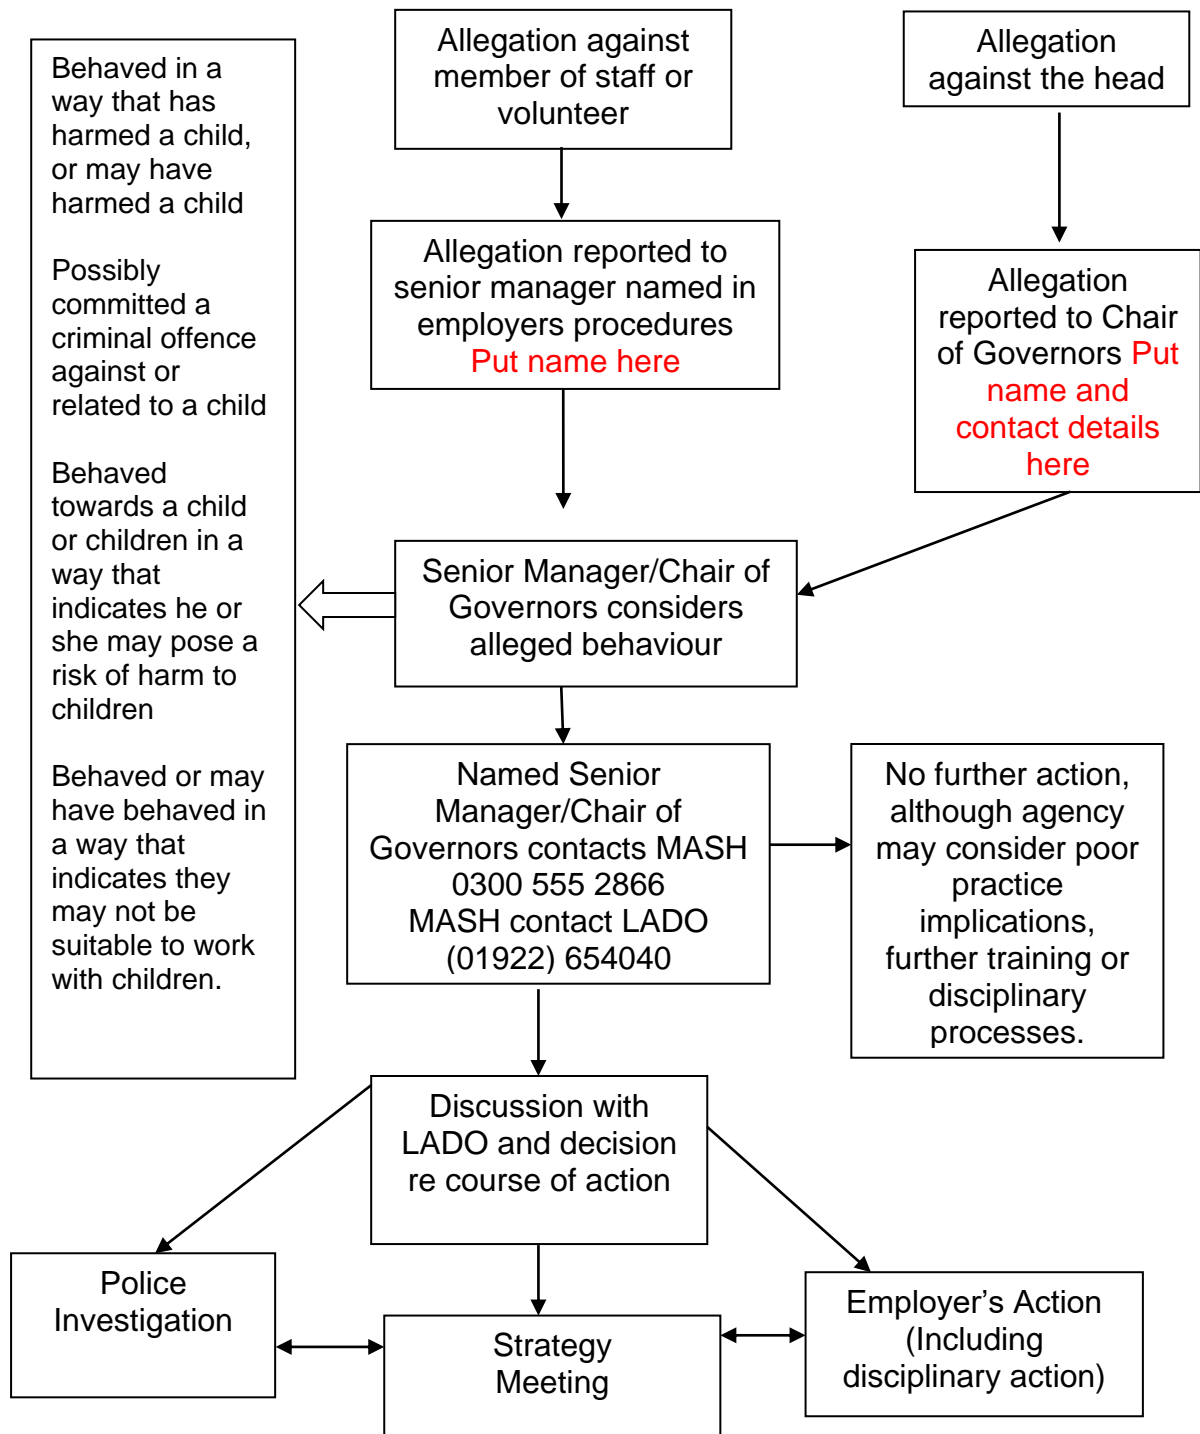 Behaved in a
way that has
harmed a child,
or may have
harmed a child
Possibly
committed a
criminal offence
against or
related to a child
Behaved
towards a child
or children in a
way that
indicates he or
she may pose a
risk of harm to
children
Behaved or may
have behaved in
a way that
indicates they
may not be
suitable to work
with children.
Allegation against
member of staff or
volunteer
Allegation
against the head
Allegation reported to
senior manager named in
employers procedures
Put name here
Allegation
reported to Chair
of Governors Put
name and
contact details
here
Senior Manager/Chair of
Governors considers
alleged behaviour
Named Senior
Manager/Chair of
Governors contacts MASH
0300 555 2866
MASH contact LADO
(01922) 654040
No further action,
although agency
may consider poor
practice
implications,
further training or
disciplinary
processes.
Discussion with
LADO and decision
re course of action
Police
Investigation
Strategy
Meeting
Employer’s Action
(Including
disciplinary action)